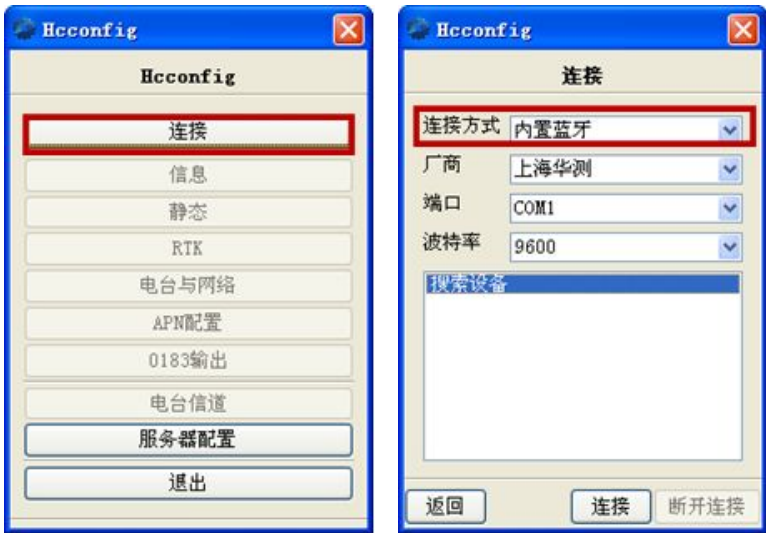 Hcconfig
Hcconfig
连接
信息
静态
RTK
电台与网络
APN配置
0183输出
电台信道
服务器配置
退出
Hcconfig
连接
连接方式 内置蓝牙
厂商 上海华测
端口 COM1
波特率 9600
搜索设备
返回 连接 断开连接